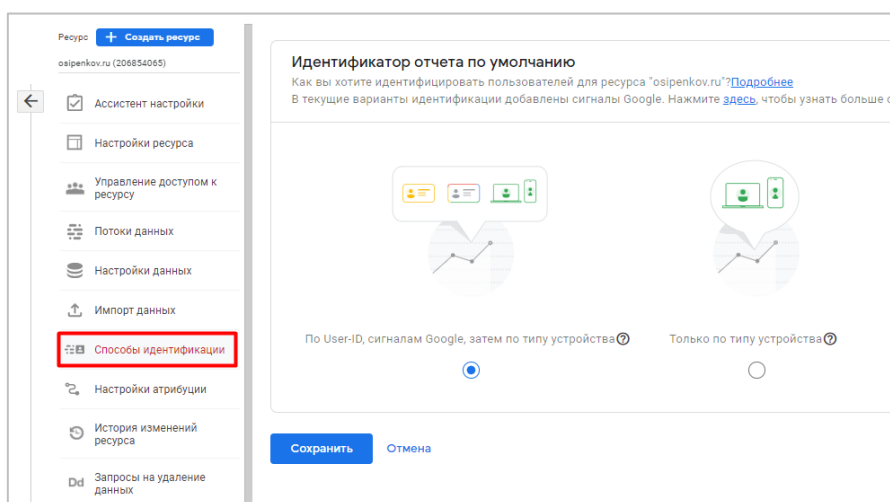 Ресурс
+ Создать ресурс
osipenkov.ru (206854065)
Ассистент настройки
Настройки ресурса
Управление доступом к
ресурсу
Потоки данных
Настройки данных
Импорт данных
Способы идентификации
Настройки атрибуции
История изменений
ресурса
Dd Запросы на удаление
данных
Идентификатор отчета по умолчанию
Как вы хотите идентифицировать пользователей для ресурса "osipenkov.ru"?Подробнее
В текущие варианты идентификации добавлены сигналы Google. Нажмите здесь, чтобы узнать больше
По User-ID, сигналам Google, затем по типу устройства
Только по типу устройства
Сохранить
Отмена